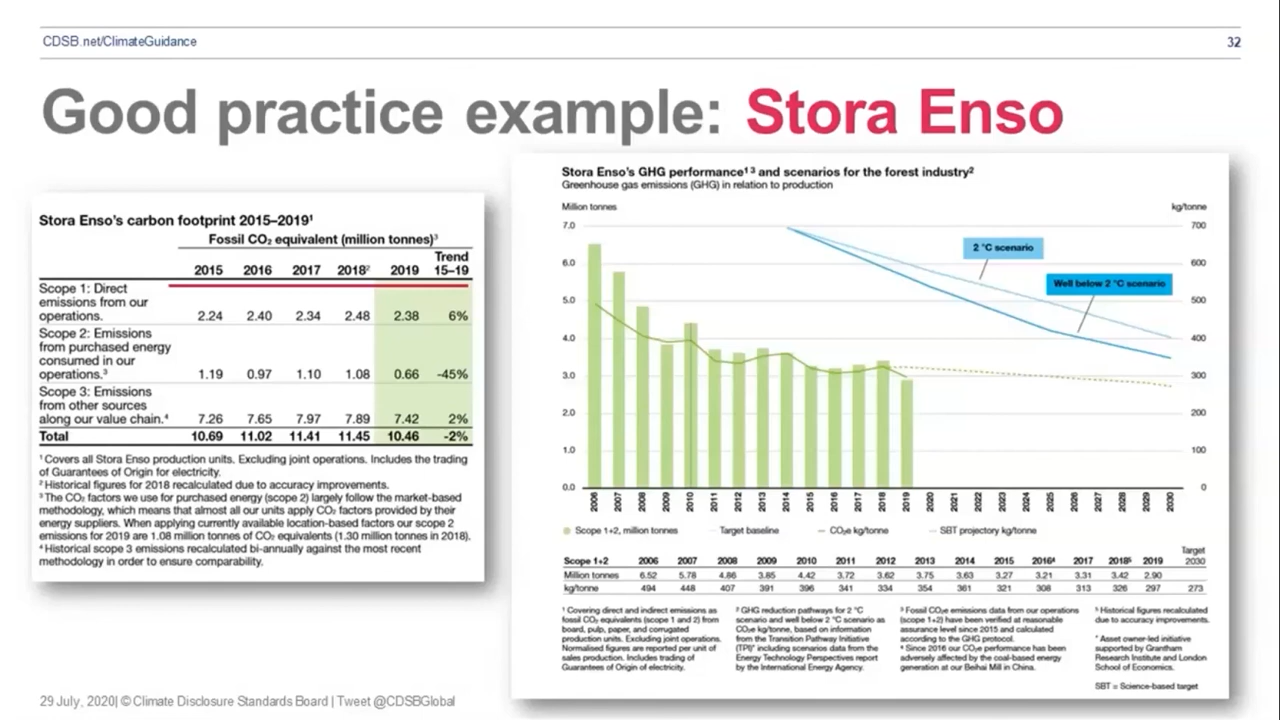 CDSB.net/ClimateGuidance
32
Good practice example: Stora Enso
Stora Enso's carbon footprint 2015–2019¹
Fossil CO₂ equivalent (million tonnes)³
Trend
2015 2016 2017 2018² 2019 15–19
Scope 1: Direct
emissions from our
operations. 2.24 2.40 2.34 2.48 2.38 6%
Scope 2: Emissions
from purchased energy
consumed in our
operations.³ 1.19 0.97 1.10 1.08 0.66 -45%
Scope 3: Emissions
from other sources
along our value chain.⁴ 7.26 7.65 7.97 7.89 7.42 2%
Total 10.69 11.02 11.41 11.45 10.46 -2%
¹ Covers all Stora Enso production units. Excluding joint operations. Includes the trading
of Guarantees of Origin for electricity.
² Historical figures for 2018 recalculated due to accuracy improvements.
³ The CO₂ factors we use for purchased energy (scope 2) largely follow the market-based
methodology, which means that almost all our units apply CO₂ factors provided by their
energy suppliers. When applying currently available location-based factors our scope 2
emissions for 2019 are 1.08 million tonnes of CO₂ equivalents (1.30 million tonnes in 2018).
⁴ Historical scope 3 emissions recalculated bi-annually against the most recent
methodology in order to ensure comparability.
Stora Enso's GHG performance¹ ³ and scenarios for the forest industry²
Greenhouse gas emissions (GHG) in relation to production
Million tonnes kg/tonne
7.0 700
6.0 600
5.0 500
4.0 400
3.0 300
2.0 200
1.0 100
0.0 0
2 °C scenario
Well below 2 °C scenario
2006 2007 2008 2009 2010 2011 2012 2013 2014 2015 2016 2017 2018 2019 2020 2021 2022 2023 2024 2025 2026 2027 2028 2029 2030
Scope 1+2, million tonnes Target baseline CO₂e kg/tonne SBT projectory kg/tonne
Target
Scope 1+2 2006 2007 2008 2009 2010 2011 2012 2013 2014 2015 2016⁴ 2017 2018⁵ 2019 2030
Million tonnes 6.52 5.78 4.86 3.85 4.42 3.72 3.62 3.75 3.63 3.27 3.21 3.31 3.42 2.90
kg/tonne 494 448 407 391 396 341 334 354 361 321 308 313 326 297 273
¹ Covering direct and indirect emissions as
fossil CO₂ equivalents (scope 1 and 2) from
board, pulp, paper, and corrugated
production units. Excluding joint operations.
Normalised figures are reported per unit of
sales production. Includes trading of
Guarantees of Origin of electricity.
² GHG reduction pathways for 2 °C
scenario and well below 2 °C scenario as
CO₂e kg/tonne, based on information
from the Transition Pathway Initiative
(TPI)* including scenarios data from the
Energy Technology Perspectives report
by the International Energy Agency.
³ Fossil CO₂e emissions data from our operations
(scope 1+2) have been verified at reasonable
assurance level since 2015 and calculated
according to the GHG protocol.
⁴ Since 2016 our CO₂e performance has been
adversely affected by the coal-based energy
generation at our Beihai Mill in China.
⁵ Historical figures recalculated
due to accuracy improvements.
* Asset owner-led initiative
supported by Grantham
Research Institute and London
School of Economics.
SBT = Science-based target
29 July, 2020| © Climate Disclosure Standards Board | Tweet @CDSBGlobal